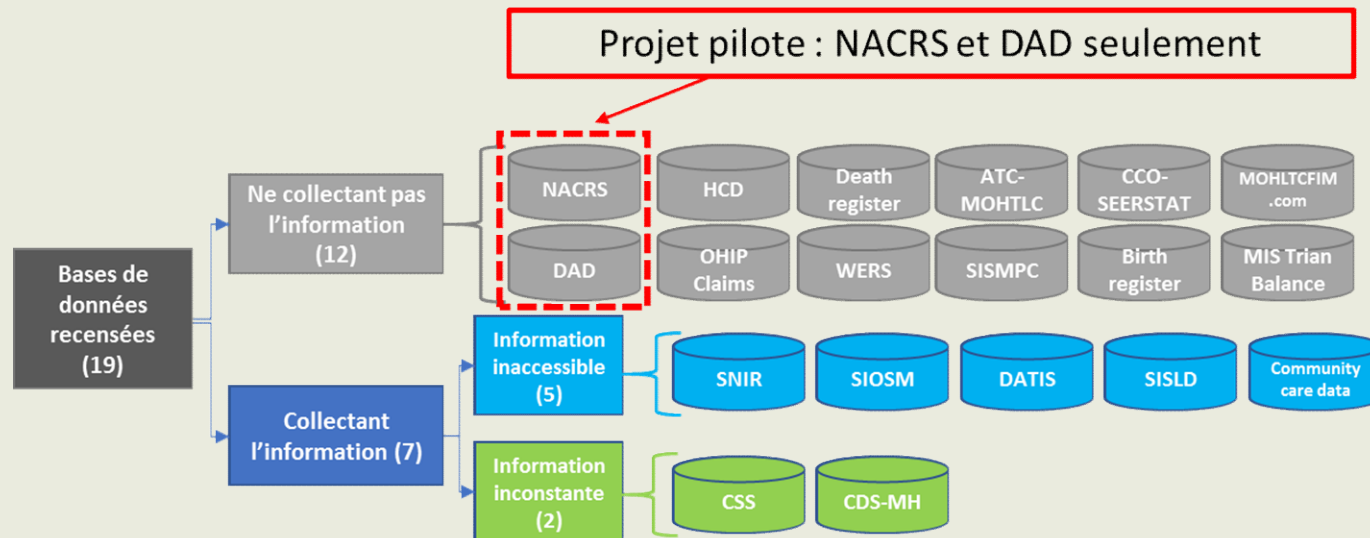 Projet pilote : NACRS et DAD seulement
Bases de
données
recensées
(19)
Ne collectant pas
l’information
(12)
NACRS
HCD
Death
register
ATC-
MOHTLC
CCO-
SEERSTAT
MOHLTCFIM
.com
DAD
OHIP
Claims
WERS
SISMPC
Birth
register
MIS Trian
Balance
Collectant
l’information (7)
Information
inaccessible
(5)
SNIR
SIOSM
DATIS
SISLD
Community
care data
Information
inconstante
(2)
CSS
CDS-MH